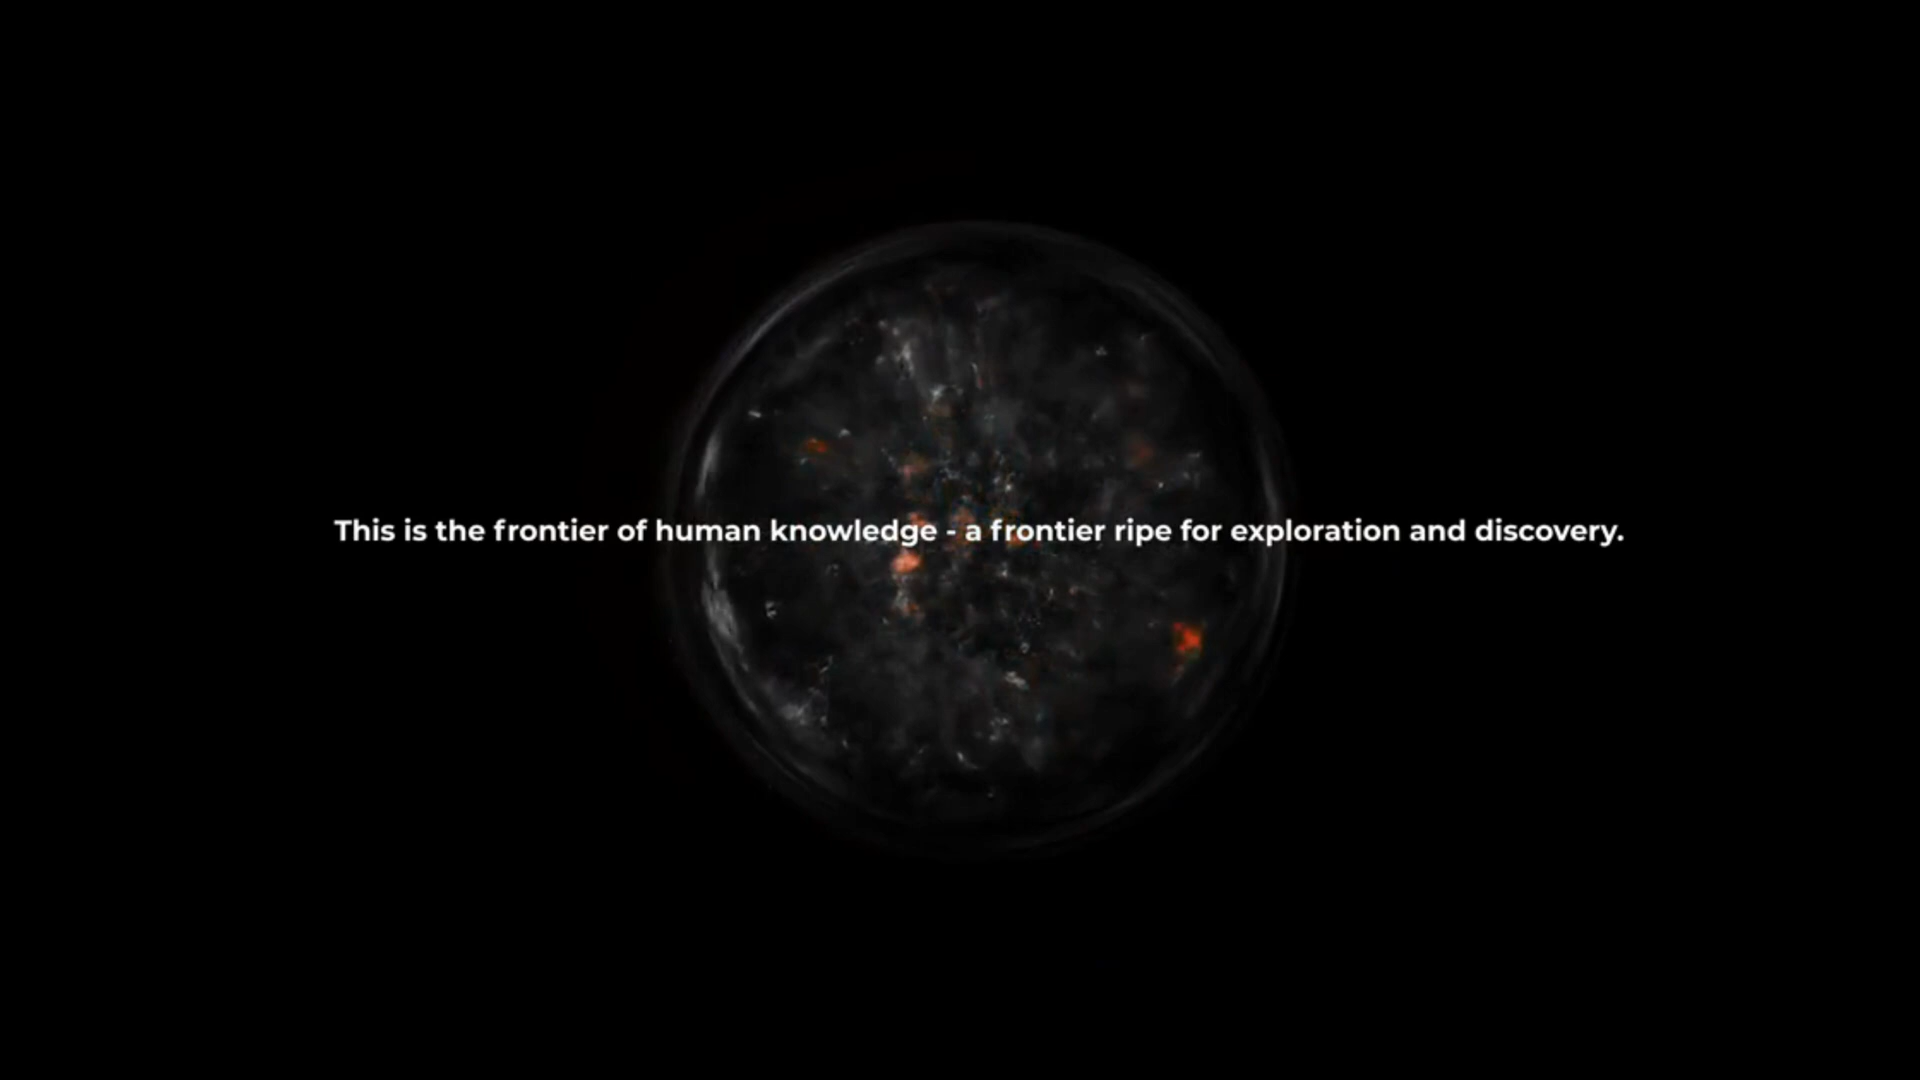 This is the frontier of human knowledge - a frontier ripe for exploration and discovery.